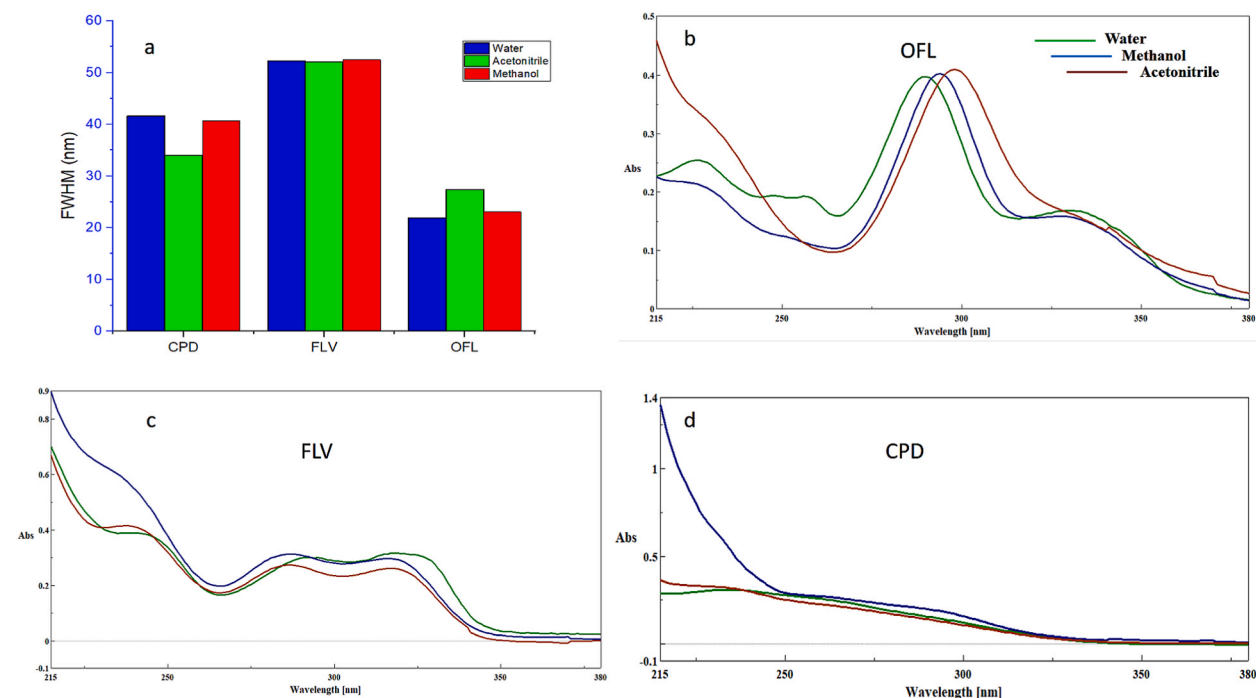 a
60
50
40
30
20
10
0
FWHM (nm)
Water
Acetonitrile
Methanol
CPD FLV OFL
b
OFL
Water
Methanol
Acetonitrile
0.5
0.4
0.3
Abs
0.2
0.1
0
215 250 300 350 380
Wavelength [nm]
c
FLV
0.9
0.8
0.6
0.4
Abs
0.2
0
-0.1
215 250 300 350 380
Wavelength [nm]
d
CPD
1.4
1
0.5
Abs
-0.1
215 250 300 350 380
Wavelength [nm]